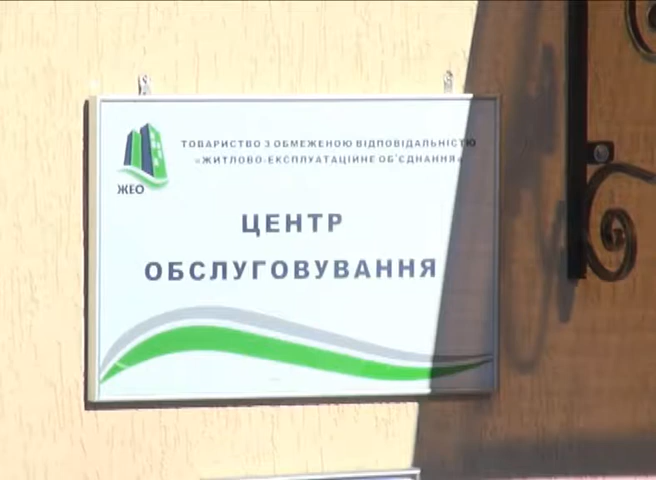 ТОВАРИСТВО З ОБМЕЖЕНОЮ ВІДПОВІДАЛЬНІСТЮ
«ЖИТЛОВО-ЕКСПЛУАТАЦІЙНЕ ОБ'ЄДНАННЯ»
ЖЕО
ЦЕНТР
ОБСЛУГОВУВАННЯ